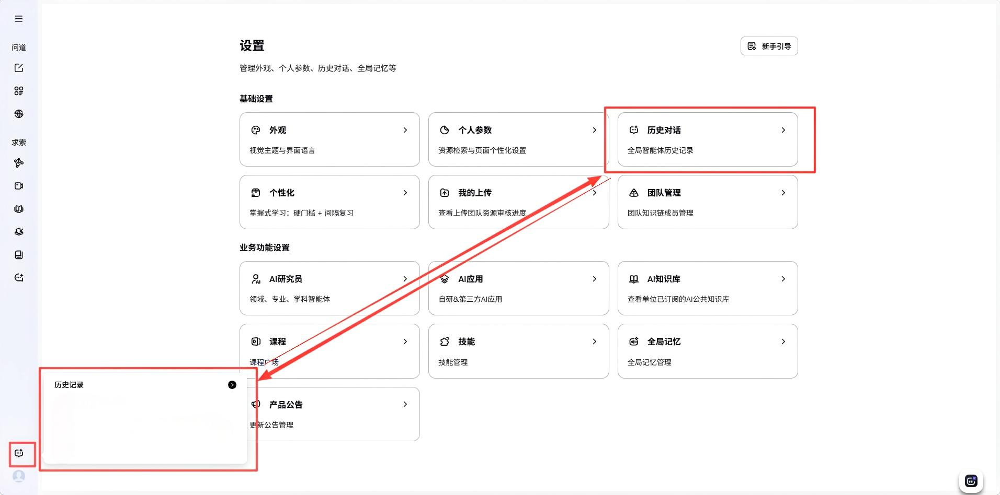 问道
求索
设置
新手引导
管理外观、个人参数、历史对话、全局记忆等
基础设置
外观
视觉主题与界面语言
个人参数
资源检索与页面个性化设置
历史对话
全局智能体历史记录
个性化
掌握式学习：硬门槛 + 间隔复习
我的上传
查看上传团队资源审核进度
团队管理
团队知识链成员管理
业务功能设置
AI研究员
领域、专业、学科智能体
AI应用
自研&第三方AI应用
AI知识库
查看单位已订阅的AI公共知识库
课程
课程广场
技能
技能管理
全局记忆
全局记忆管理
历史记录
产品公告
更新公告管理